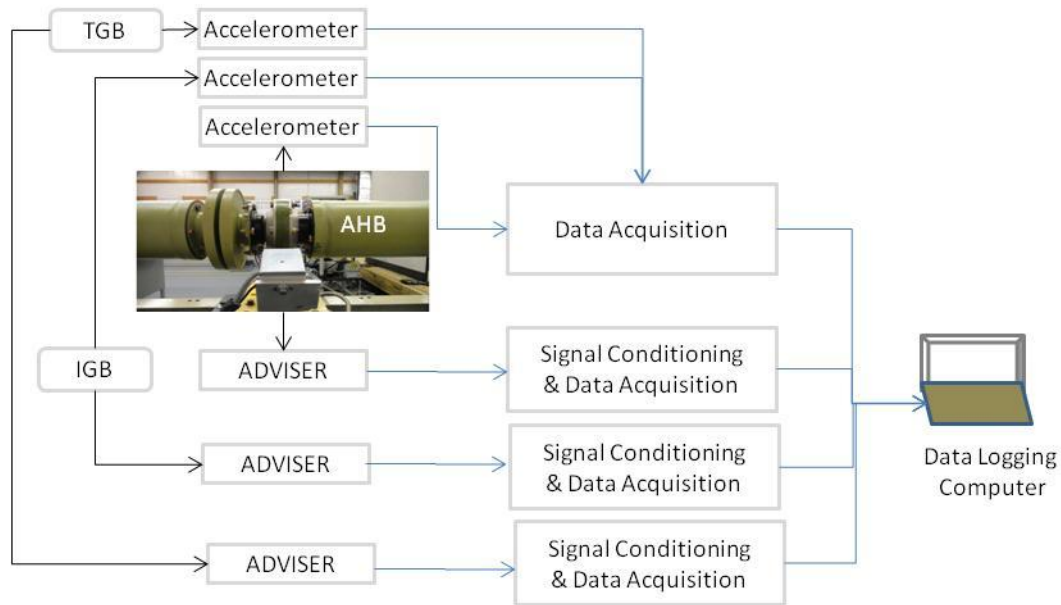 TGB
Accelerometer
Accelerometer
Accelerometer
AHB
Data Acquisition
IGB
ADVISER
Signal Conditioning
& Data Acquisition
ADVISER
Signal Conditioning
& Data Acquisition
Data Logging
Computer
ADVISER
Signal Conditioning
& Data Acquisition